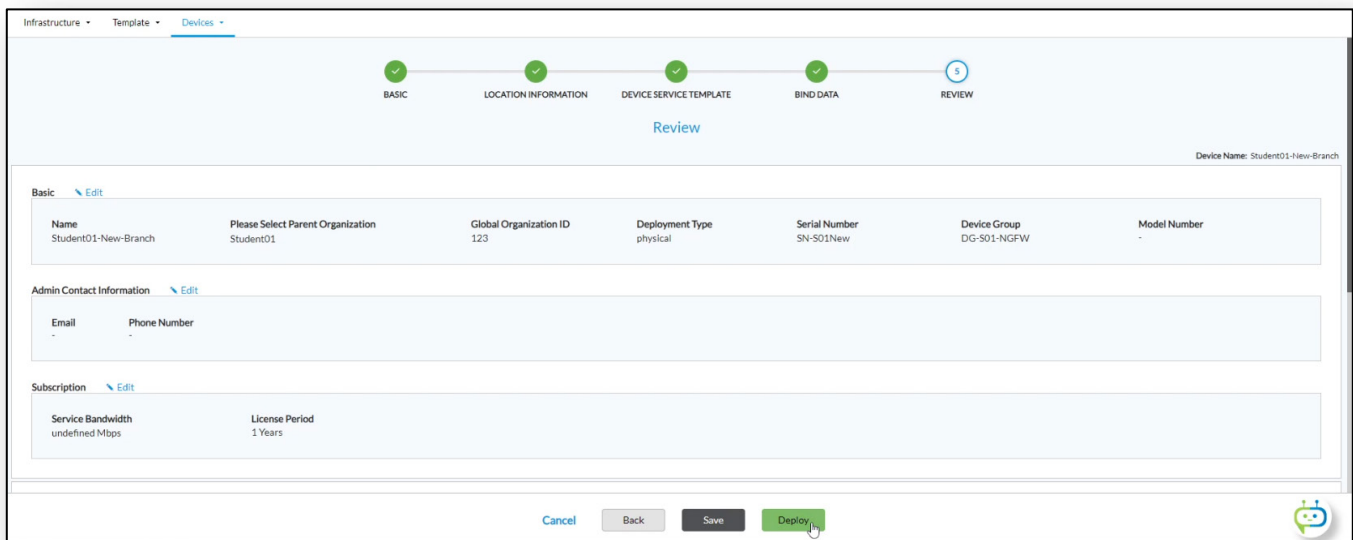 Infrastructure Template Devices
5
BASIC LOCATION INFORMATION DEVICE SERVICE TEMPLATE BIND DATA REVIEW
Review
Device Name: Student01-New-Branch
Basic Edit
Name Please Select Parent Organization Global Organization ID Deployment Type Serial Number Device Group Model Number
Student01-New-Branch Student01 123 physical SN-S01New DG-S01-NGFW -
Admin Contact Information Edit
Email Phone Number
- -
Subscription Edit
Service Bandwidth License Period
undefined Mbps 1 Years
Cancel Back Save Deploy